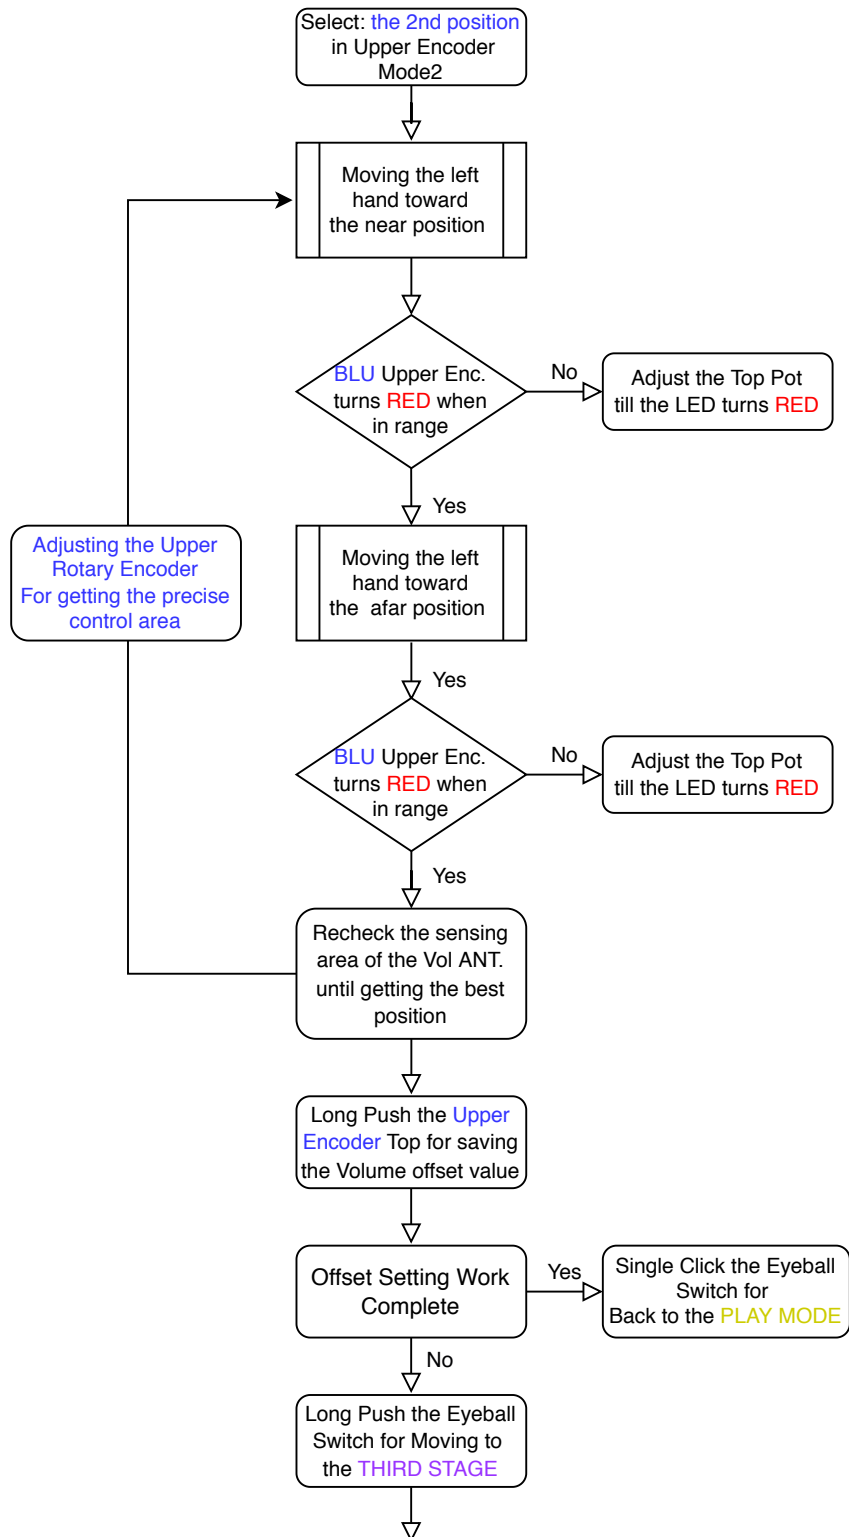 Select: the 2nd position
in Upper Encoder
Mode2
Moving the left
hand toward
the near position
BLU Upper Enc.
turns RED when
in range
No
Adjust the Top Pot
till the LED turns RED
Yes
Adjusting the Upper
Rotary Encoder
For getting the precise
control area
Moving the left
hand toward
the afar position
Yes
BLU Upper Enc.
turns RED when
in range
No
Adjust the Top Pot
till the LED turns RED
Yes
Recheck the sensing
area of the Vol ANT.
until getting the best
position
Long Push the Upper
Encoder Top for saving
the Volume offset value
Offset Setting Work
Complete
Yes
Single Click the Eyeball
Switch for
Back to the PLAY MODE
No
Long Push the Eyeball
Switch for Moving to
the THIRD STAGE